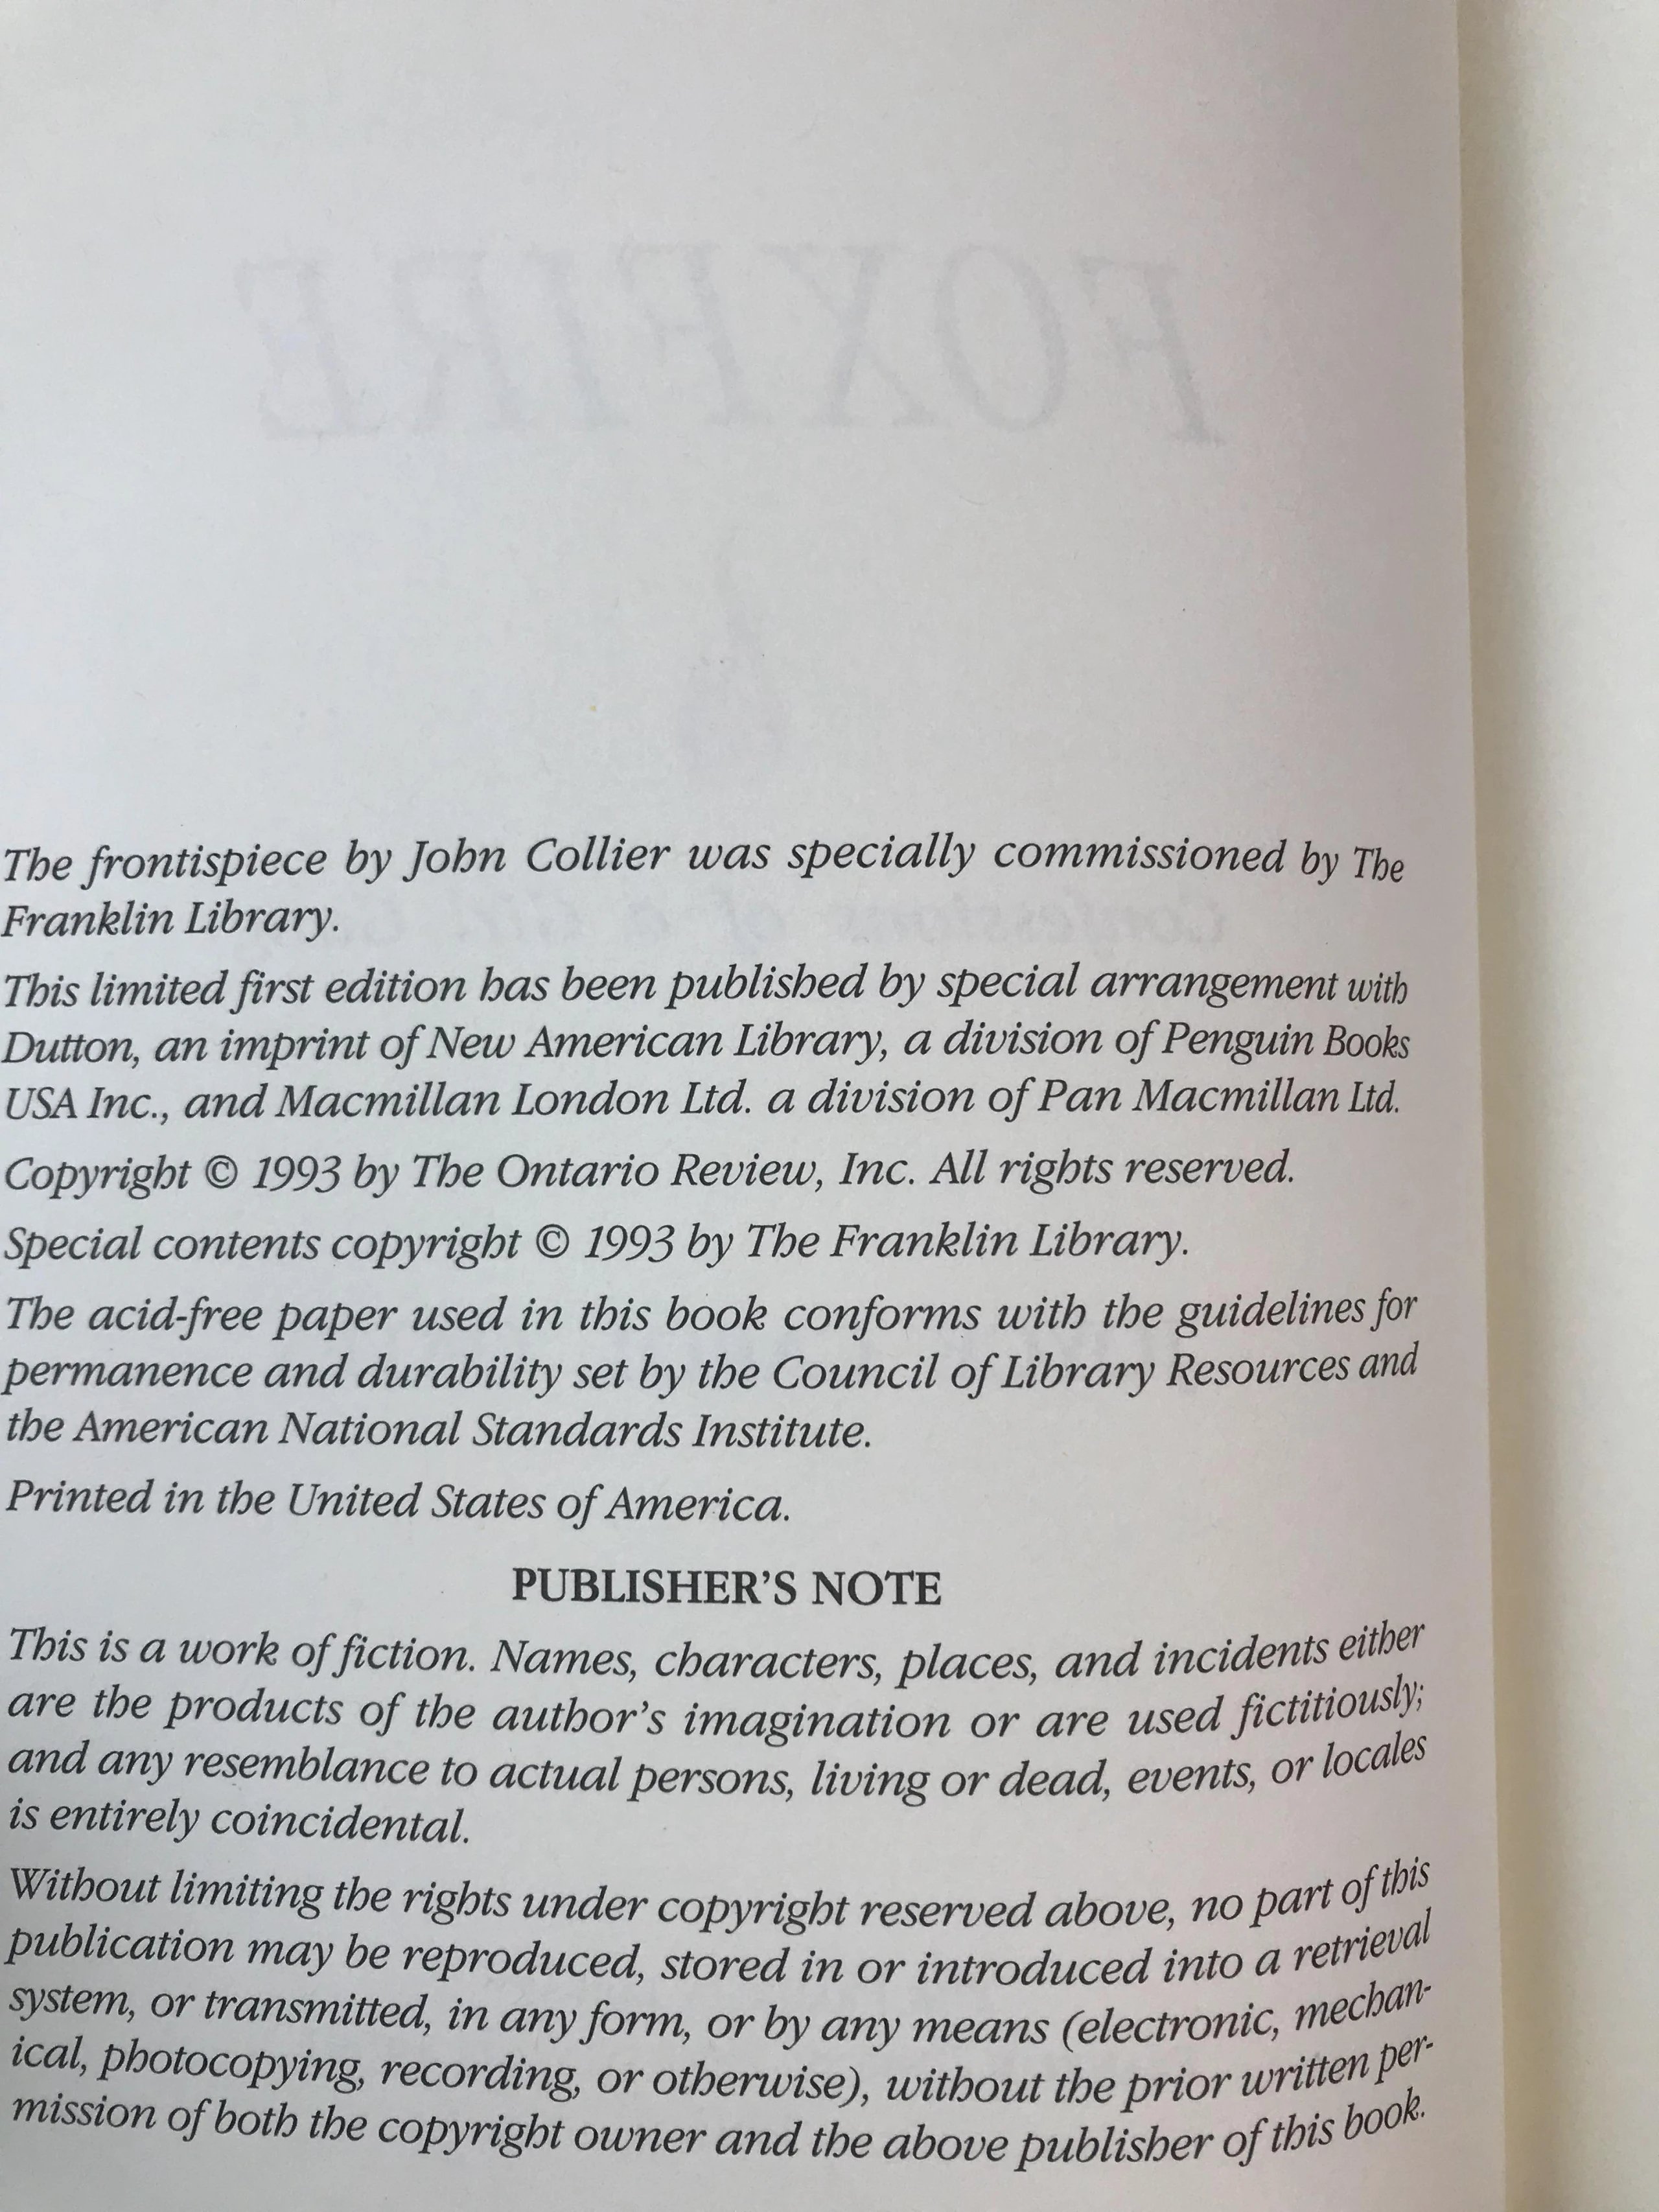 FOXFIRE
The frontispiece by John Collier was specially commissioned by The
Franklin Library.
This limited first edition has been published by special arrangement with
Dutton, an imprint of New American Library, a division of Penguin Books
USA Inc., and Macmillan London Ltd. a division of Pan Macmillan Ltd.
Copyright © 1993 by The Ontario Review, Inc. All rights reserved.
Special contents copyright © 1993 by The Franklin Library.
The acid-free paper used in this book conforms with the guidelines for
permanence and durability set by the Council of Library Resources and
the American National Standards Institute.
Printed in the United States of America.
PUBLISHER'S NOTE
This is a work of fiction. Names, characters, places, and incidents either
are the products of the author's imagination or are used fictitiously;
and any resemblance to actual persons, living or dead, events, or locales
is entirely coincidental.
Without limiting the rights under copyright reserved above, no part of this
publication may be reproduced, stored in or introduced into a retrieval
system, or transmitted, in any form, or by any means (electronic, mechan-
ical, photocopying, recording, or otherwise), without the prior written per-
mission of both the copyright owner and the above publisher of this book.